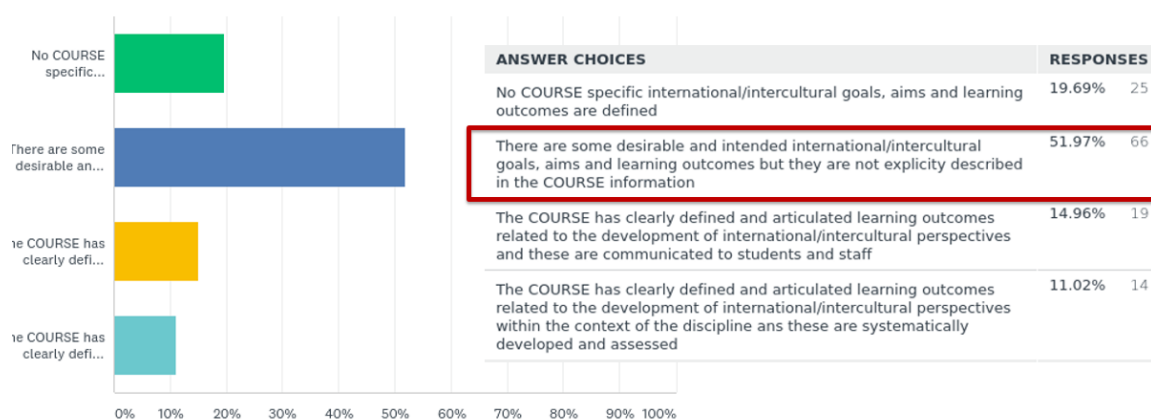 No COURSE
specific...
There are some
desirable an...
he COURSE has
clearly defi...
he COURSE has
clearly defi...
0% 10% 20% 30% 40% 50% 60% 70% 80% 90% 100%
ANSWER CHOICES RESPONSES
No COURSE specific international/intercultural goals, aims and learning 19.69% 25
outcomes are defined
There are some desirable and intended international/intercultural 51.97% 66
goals, aims and learning outcomes but they are not explicity described
in the COURSE information
The COURSE has clearly defined and articulated learning outcomes 14.96% 19
related to the development of international/intercultural perspectives
and these are communicated to students and staff
The COURSE has clearly defined and articulated learning outcomes 11.02% 14
related to the development of international/intercultural perspectives
within the context of the discipline ans these are systematically
developed and assessed